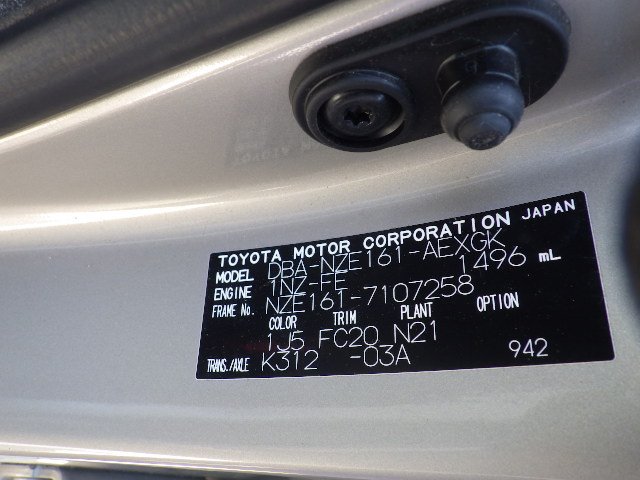 TOYOTA MOTOR CORPORATION JAPAN
MODEL DBA-NZE161-AEXGK
ENGINE 1NZ-FE 1496 mL
FRAME No. NZE161-7107258
COLOR TRIM PLANT OPTION
1J5 FC20 N21
TRANS./AXLE K312 -03A 942